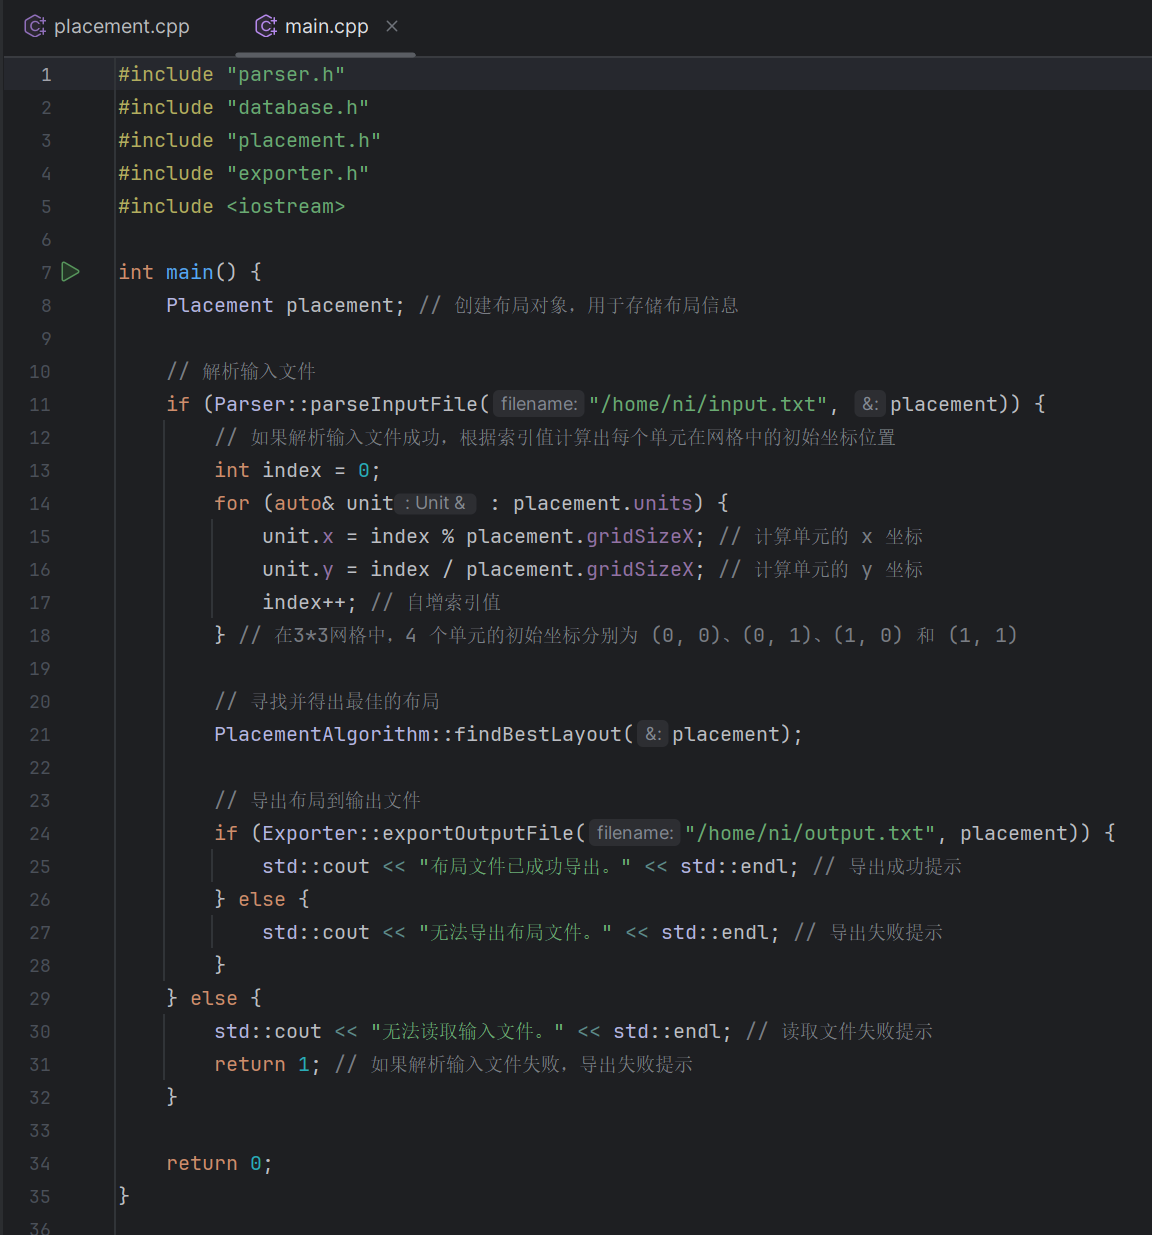 placement.cpp main.cpp
1 #include "parser.h"
2 #include "database.h"
3 #include "placement.h"
4 #include "exporter.h"
5 #include <iostream>
6
7 int main() {
8     Placement placement; // 创建布局对象，用于存储布局信息
9
10     // 解析输入文件
11     if (Parser::parseInputFile( filename: "/home/ni/input.txt", &: placement)) {
12         // 如果解析输入文件成功，根据索引值计算出每个单元在网格中的初始坐标位置
13         int index = 0;
14         for (auto& unit : Unit & : placement.units) {
15             unit.x = index % placement.gridSizeX; // 计算单元的 x 坐标
16             unit.y = index / placement.gridSizeX; // 计算单元的 y 坐标
17             index++; // 自增索引值
18         } // 在3*3网格中，4 个单元的初始坐标分别为 (0, 0)、(0, 1)、(1, 0) 和 (1, 1)
19
20         // 寻找并得出最佳的布局
21         PlacementAlgorithm::findBestLayout( &: placement);
22
23         // 导出布局到输出文件
24         if (Exporter::exportOutputFile( filename: "/home/ni/output.txt", placement)) {
25             std::cout << "布局文件已成功导出。" << std::endl; // 导出成功提示
26         } else {
27             std::cout << "无法导出布局文件。" << std::endl; // 导出失败提示
28         }
29     } else {
30         std::cout << "无法读取输入文件。" << std::endl; // 读取文件失败提示
31         return 1; // 如果解析输入文件失败，导出失败提示
32     }
33
34     return 0;
35 }
36